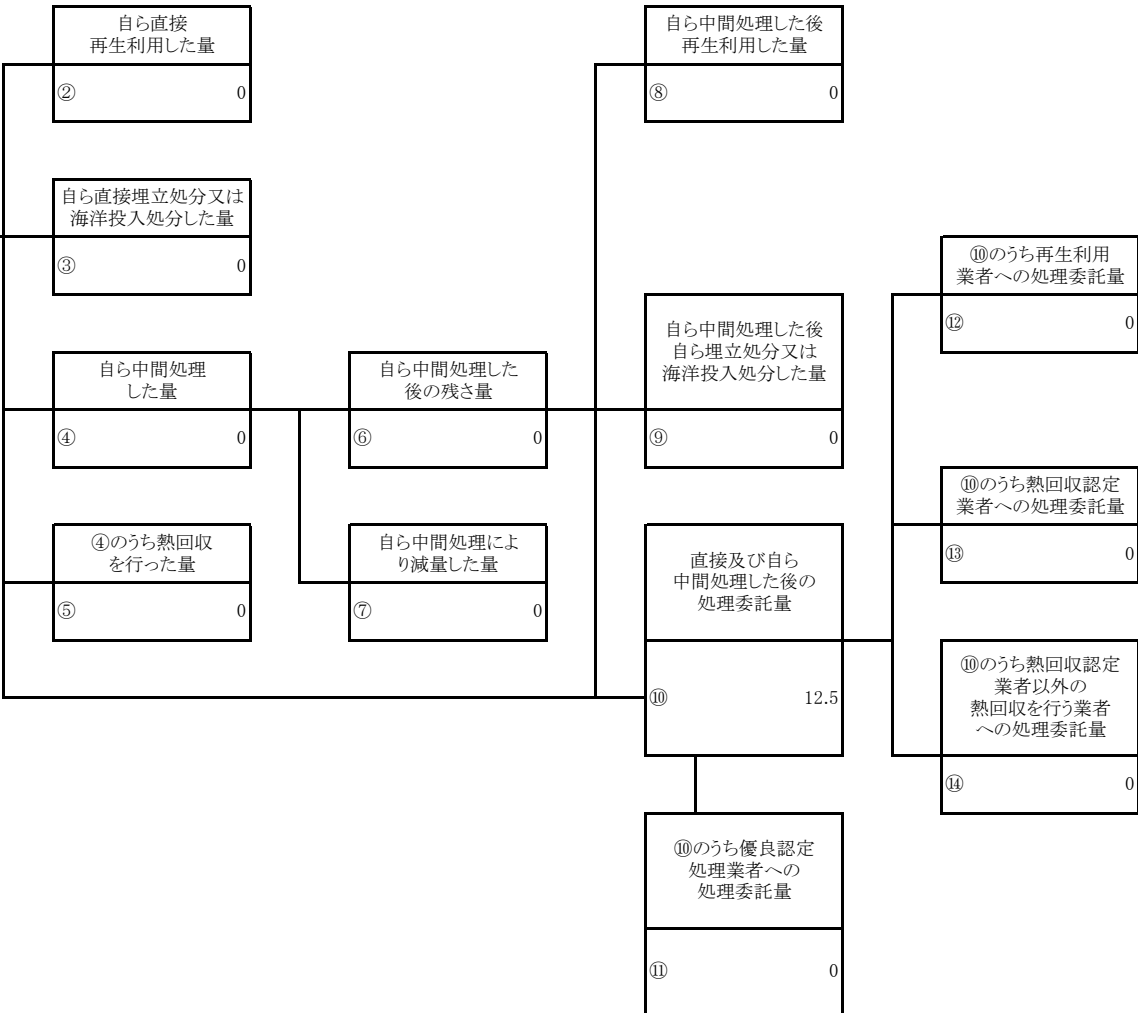 自ら直接
再生利用した量
② 0
自ら中間処理した後
再生利用した量
⑧ 0
自ら直接埋立処分又は
海洋投入処分した量
③ 0
⑩のうち再生利用
業者への処理委託量
⑫ 0
自ら中間処理した後
自ら埋立処分又は
海洋投入処分した量
⑨ 0
自ら中間処理
した量
④ 0
自ら中間処理した
後の残さ量
⑥ 0
⑩のうち熱回収認定
業者への処理委託量
⑬ 0
④のうち熱回収
を行った量
⑤ 0
自ら中間処理によ
り減量した量
⑦ 0
直接及び自ら
中間処理した後の
処理委託量
⑩ 12.5
⑩のうち熱回収認定
業者以外の
熱回収を行う業者
への処理委託量
⑭ 0
⑩のうち優良認定
処理業者への
処理委託量
⑪ 0